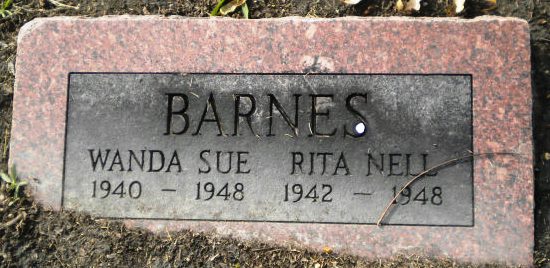 BARNES
WANDA SUE RITA NELL
1940 - 1948 1942 - 1948